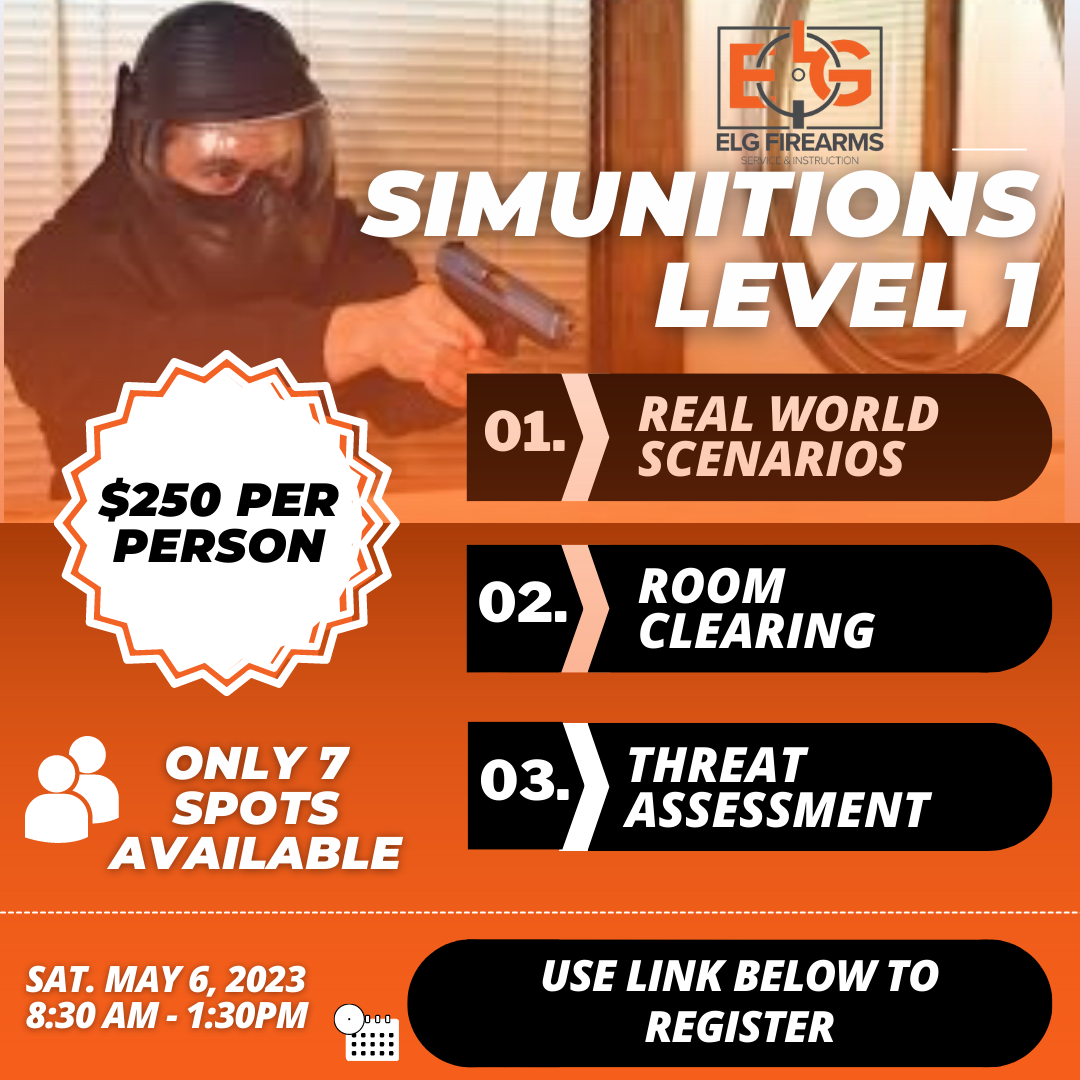 ELG
ELG FIREARMS
SERVICE & INSTRUCTION
SIMUNITIONS
LEVEL 1
$250 PER
PERSON
01.
REAL WORLD
SCENARIOS
02.
ROOM
CLEARING
03.
THREAT
ASSESSMENT
ONLY 7
SPOTS
AVAILABLE
SAT. MAY 6, 2023
8:30 AM - 1:30PM
USE LINK BELOW TO
REGISTER